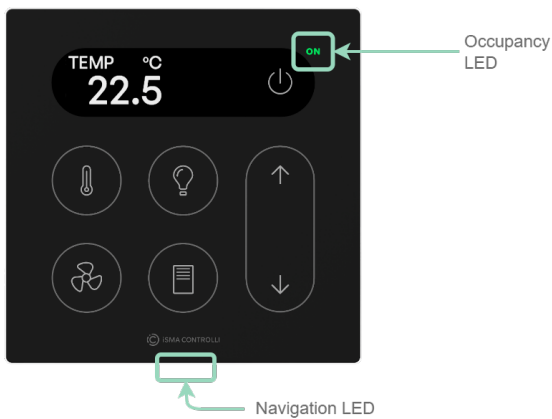 ON
Occupancy
LED
TEMP °C
22.5
iSMA CONTROLLI
Navigation LED